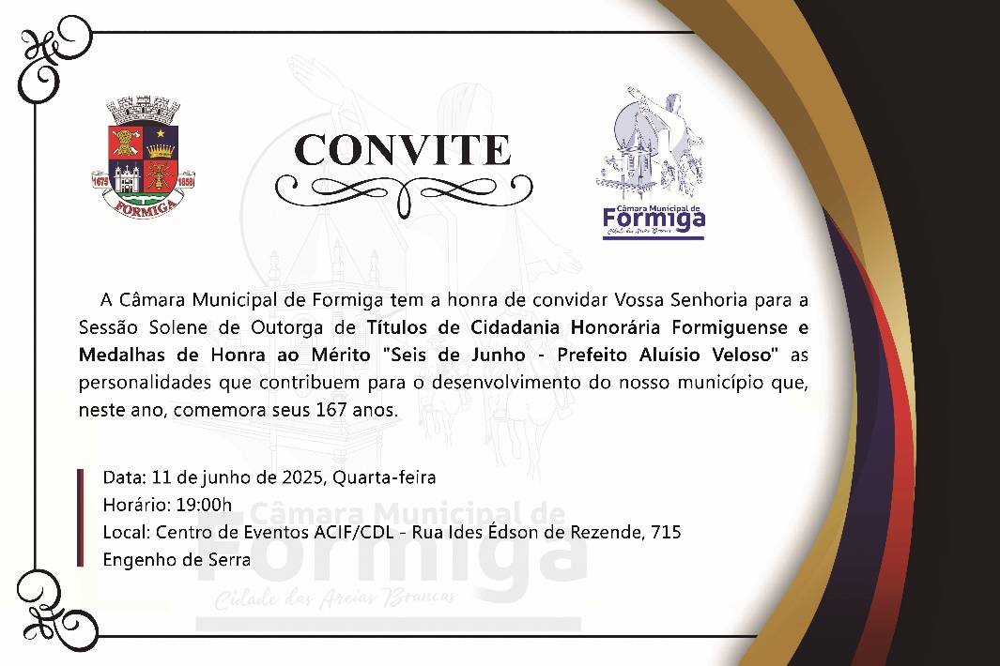 CONVITE
1675 1858
FORMIGA
Câmara Municipal de
Formiga
Cidade das Areias Brancas
A Câmara Municipal de Formiga tem a honra de convidar Vossa Senhoria para a
Sessão Solene de Outorga de Títulos de Cidadania Honorária Formiguense e
Medalhas de Honra ao Mérito "Seis de Junho - Prefeito Aluísio Veloso" as
personalidades que contribuem para o desenvolvimento do nosso município que,
neste ano, comemora seus 167 anos.
Data: 11 de junho de 2025, Quarta-feira
Horário: 19:00h
Local: Centro de Eventos ACIF/CDL - Rua Ides Édson de Rezende, 715
Engenho de Serra
Câmara Municipal de
Formiga
Cidade das Areias Brancas